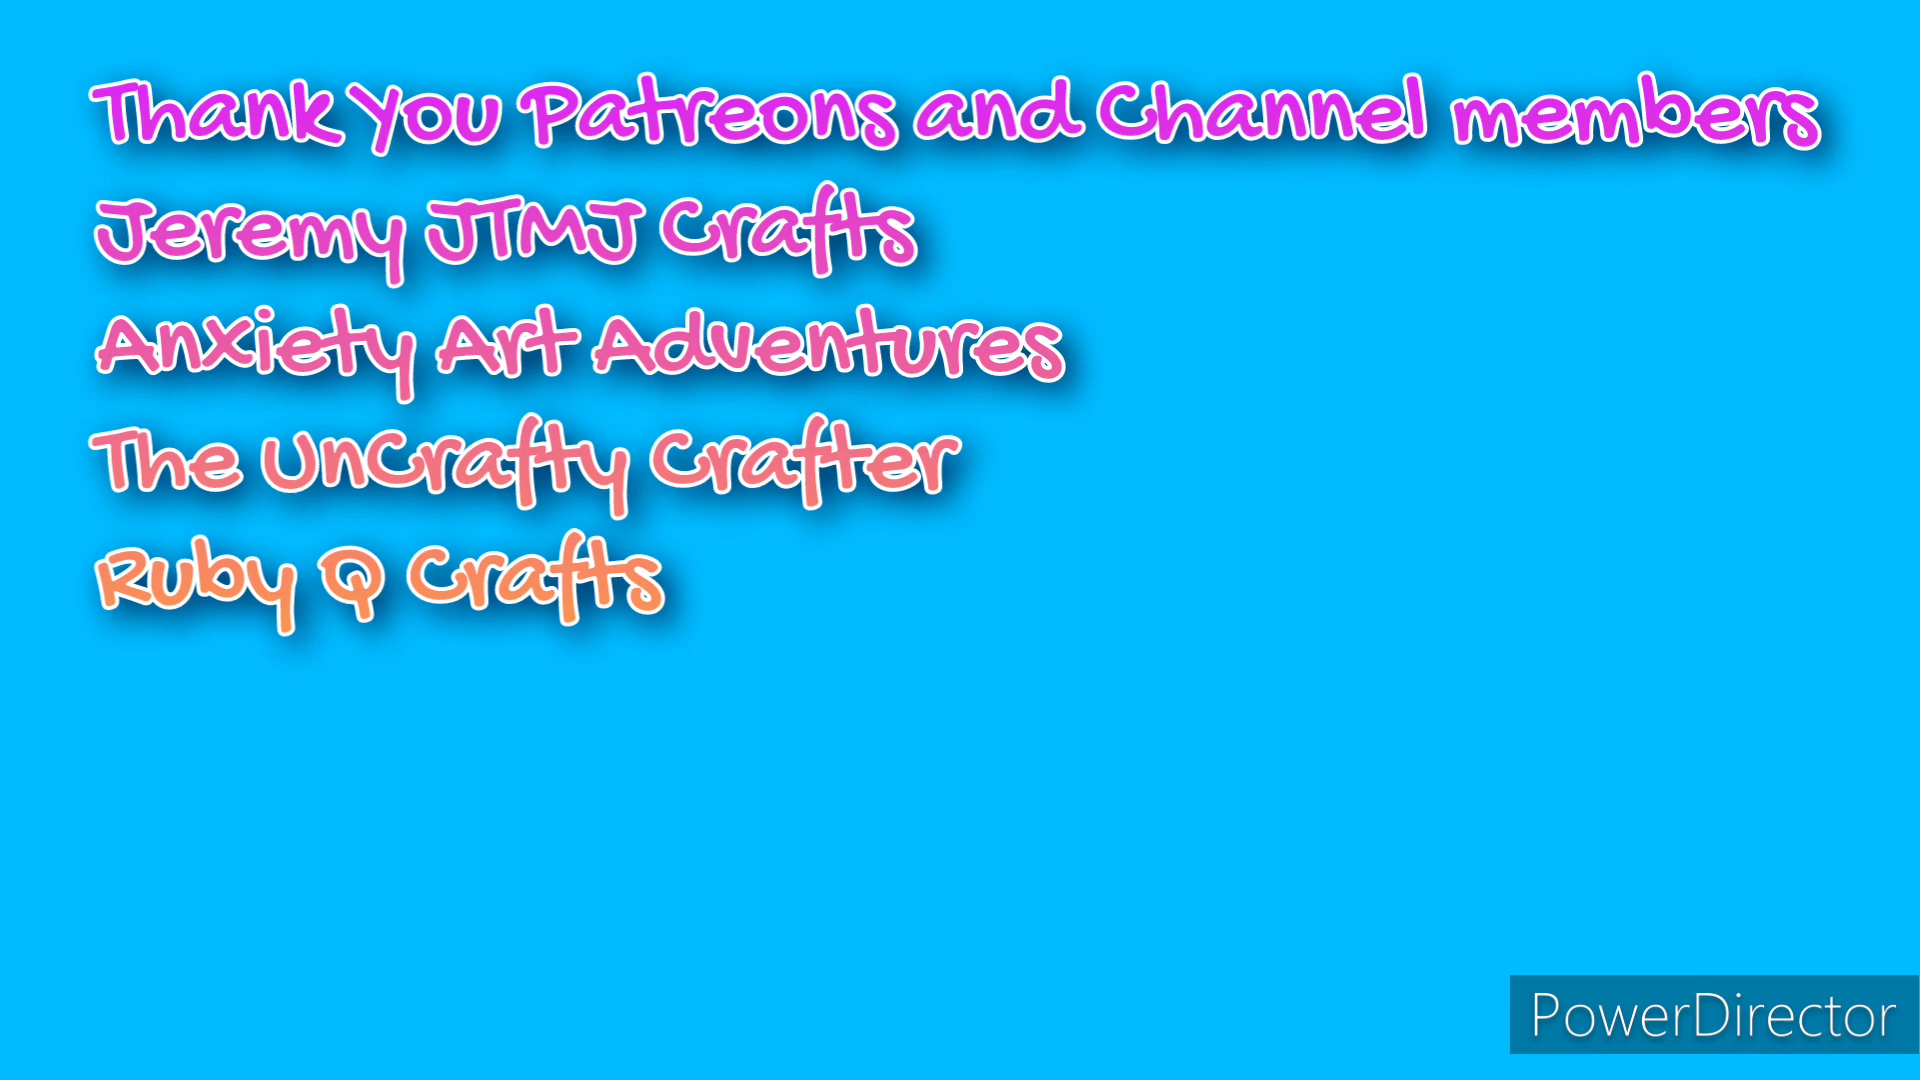 Thank You Patreons and Channel members
Jeremy JTMJ Crafts
Anxiety Art Adventures
The UnCrafty Crafter
Ruby Q Crafts
PowerDirector